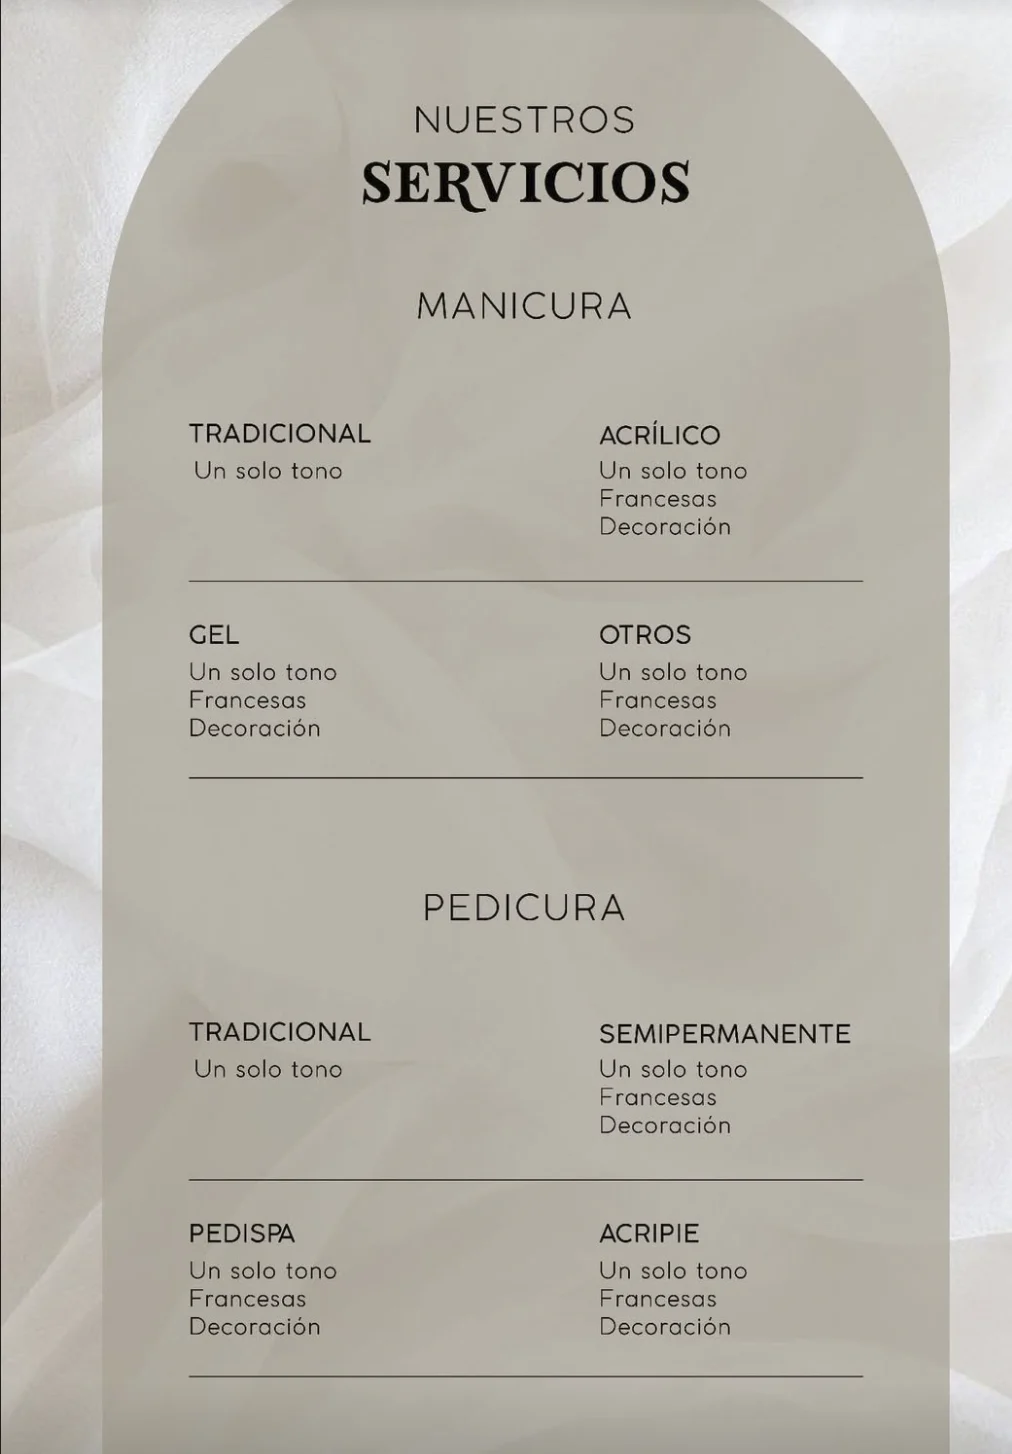 NUESTROS
SERVICIOS
MANICURA
TRADICIONAL
Un solo tono
ACRÍLICO
Un solo tono
Francesas
Decoración
GEL
Un solo tono
Francesas
Decoración
OTROS
Un solo tono
Francesas
Decoración
PEDICURA
TRADICIONAL
Un solo tono
SEMIPERMANENTE
Un solo tono
Francesas
Decoración
PEDISPA
Un solo tono
Francesas
Decoración
ACRIPIE
Un solo tono
Francesas
Decoración